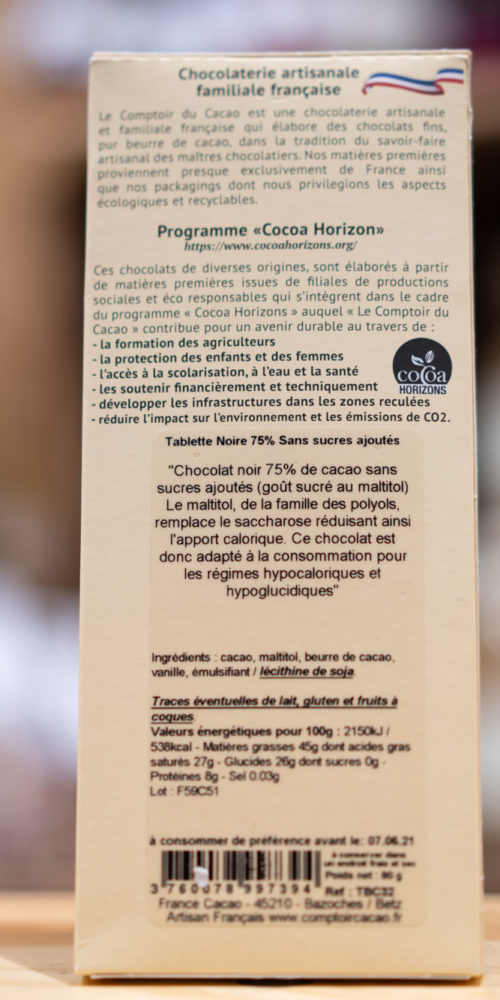 Chocolaterie artisanale
familiale française
Le Comptoir du Cacao est une chocolaterie artisanale
et familiale française qui élabore des chocolats fins,
pur beurre de cacao, dans la tradition du savoir-faire
artisanal des maîtres chocolatiers. Nos matières premières
proviennent presque exclusivement de France ainsi
que nos packagings dont nous privilegions les aspects
écologiques et recyclables.
Programme «Cocoa Horizon»
https://www.cocoahorizons.org/
Ces chocolats de diverses origines, sont élaborés à partir
de matières premières issues de filiales de productions
sociales et éco responsables qui s'intègrent dans le cadre
du programme « Cocoa Horizons » auquel « Le Comptoir du
Cacao » contribue pour un avenir durable au travers de :
- la formation des agriculteurs
- la protection des enfants et des femmes
- l'accès à la scolarisation, à l'eau et la santé
- les soutenir financièrement et techniquement
- développer les infrastructures dans les zones reculées
- réduire l'impact sur l'environnement et les émissions de CO2.
cocoa
HORIZONS
Tablette Noire 75% Sans sucres ajoutés
"Chocolat noir 75% de cacao sans
sucres ajoutés (goût sucré au maltitol)
Le maltitol, de la famille des polyols,
remplace le saccharose réduisant ainsi
l'apport calorique. Ce chocolat est
donc adapté à la consommation pour
les régimes hypocaloriques et
hypoglucidiques"
Ingrédients : cacao, maltitol, beurre de cacao,
vanille, émulsifiant / lécithine de soja.
Traces éventuelles de lait, gluten et fruits à
coques.
Valeurs énergétiques pour 100g : 2150kJ /
538kcal - Matières grasses 45g dont acides gras
saturés 27g - Glucides 26g dont sucres 0g -
Protéines 8g - Sel 0.03g
Lot : F59C51
à consommer de préférence avant le: 07.06.21
à conserver dans
un endroit frais et sec
Poids net 90 g
3 760078 997394 Ref : TBC32
France Cacao - 45210 - Bazoches / Betz
Artisan Français www.comptoircacao.fr